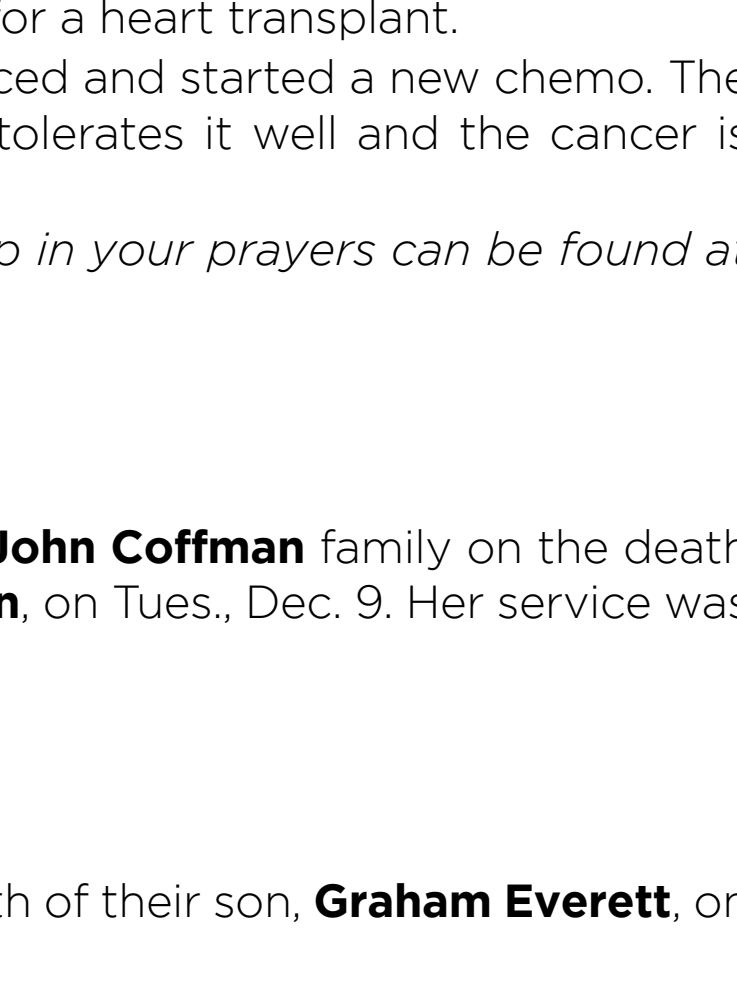 for a heart transplant.
ced and started a new chemo. The
tolerates it well and the cancer is
p in your prayers can be found at
John Coffman family on the death
n, on Tues., Dec. 9. Her service was
th of their son, Graham Everett, on